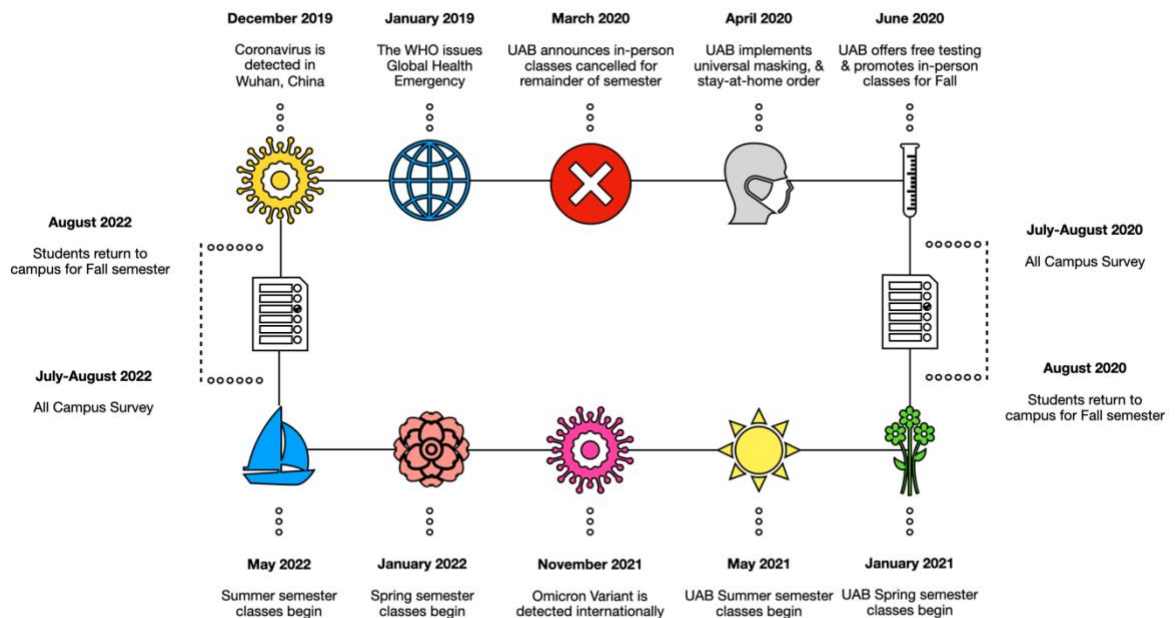 December 2019
Coronavirus is
detected in
Wuhan, China
January 2019
The WHO issues
Global Health
Emergency
March 2020
UAB announces in-person
classes cancelled for
remainder of semester
April 2020
UAB implements
universal masking, &
stay-at-home order
June 2020
UAB offers free testing
& promotes in-person
classes for Fall
July-August 2020
All Campus Survey
August 2020
Students return to
campus for Fall semester
January 2021
UAB Spring semester
classes begin
May 2021
UAB Summer semester
classes begin
November 2021
Omicron Variant is
detected internationally
January 2022
Spring semester
classes begin
May 2022
Summer semester
classes begin
July-August 2022
All Campus Survey
August 2022
Students return to
campus for Fall semester